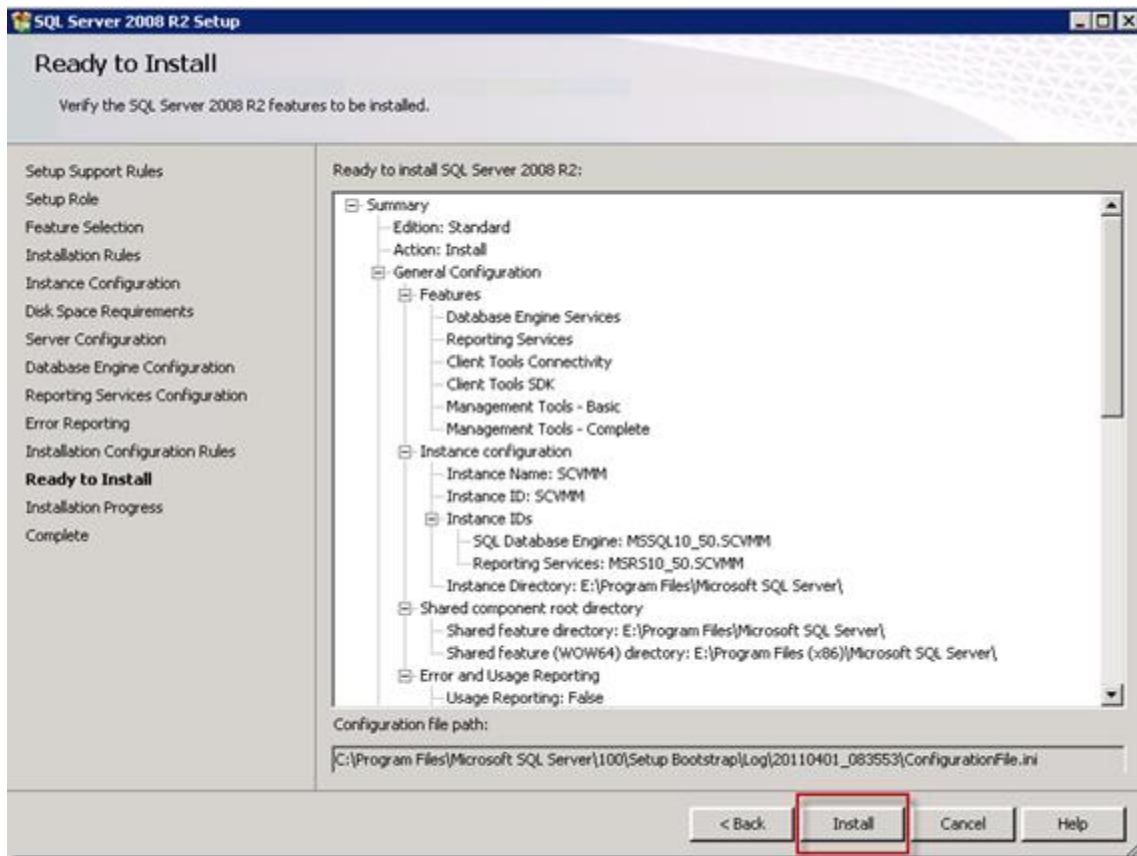 SQL Server 2008 R2 Setup
Ready to Install
Verify the SQL Server 2008 R2 features to be installed.
Setup Support Rules
Setup Role
Feature Selection
Installation Rules
Instance Configuration
Disk Space Requirements
Server Configuration
Database Engine Configuration
Reporting Services Configuration
Error Reporting
Installation Configuration Rules
Ready to Install
Installation Progress
Complete
Ready to install SQL Server 2008 R2:
Summary
Edition: Standard
Action: Install
General Configuration
Features
Database Engine Services
Reporting Services
Client Tools Connectivity
Client Tools SDK
Management Tools - Basic
Management Tools - Complete
Instance configuration
Instance Name: SCVMM
Instance ID: SCVMM
Instance IDs
SQL Database Engine: MSSQL10_50.SCVMM
Reporting Services: MSRS10_50.SCVMM
Instance Directory: E:\Program Files\Microsoft SQL Server\
Shared component root directory
Shared feature directory: E:\Program Files\Microsoft SQL Server\
Shared feature (WOW64) directory: E:\Program Files (x86)\Microsoft SQL Server\
Error and Usage Reporting
Usage Reporting: False
Configuration file path:
C:\Program Files\Microsoft SQL Server\100\Setup Bootstrap\Log\20110401_083553\ConfigurationFile.ini
< Back
Install
Cancel
Help